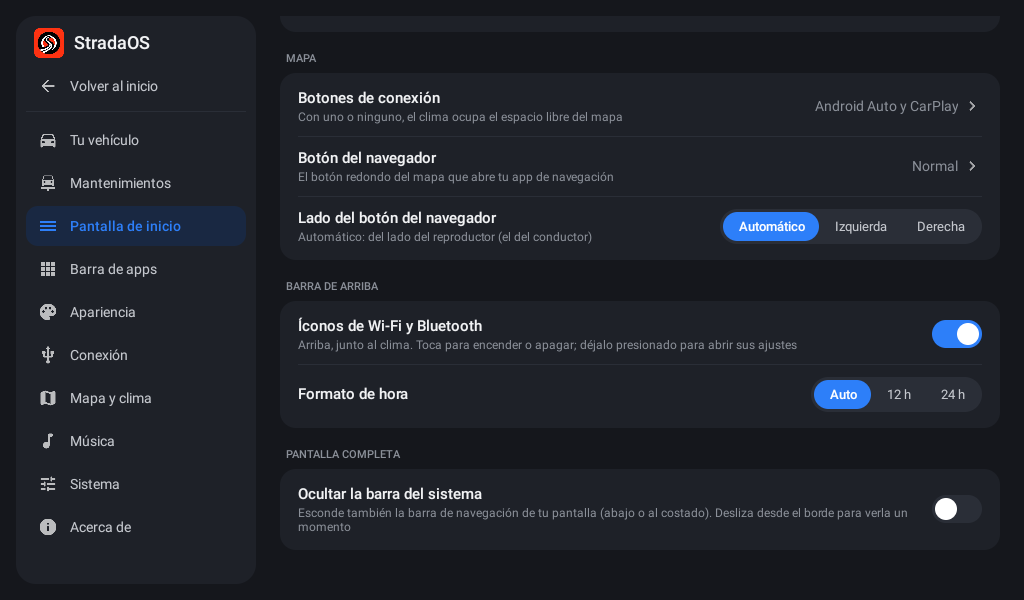 StradaOS
Volver al inicio
Tu vehículo
Mantenimientos
Pantalla de inicio
Barra de apps
Apariencia
Conexión
Mapa y clima
Música
Sistema
Acerca de
MAPA
Botones de conexión
Con uno o ninguno, el clima ocupa el espacio libre del mapa
Android Auto y CarPlay
Botón del navegador
El botón redondo del mapa que abre tu app de navegación
Normal
Lado del botón del navegador
Automático: del lado del reproductor (el del conductor)
Automático Izquierda Derecha
BARRA DE ARRIBA
Íconos de Wi-Fi y Bluetooth
Arriba, junto al clima. Toca para encender o apagar; déjalo presionado para abrir sus ajustes
Formato de hora
Auto 12 h 24 h
PANTALLA COMPLETA
Ocultar la barra del sistema
Esconde también la barra de navegación de tu pantalla (abajo o al costado). Desliza desde el borde para verla un
momento